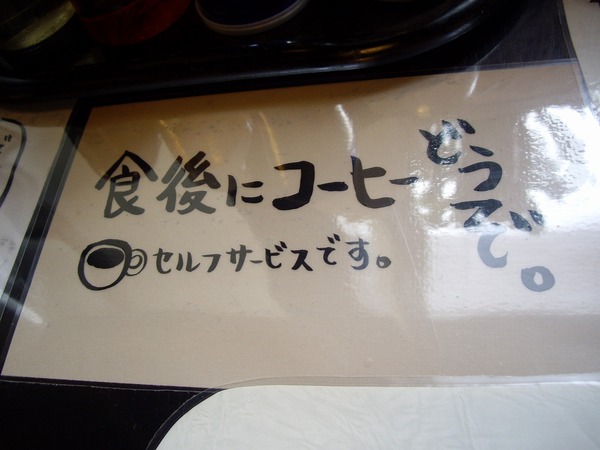 食後にコーヒー
どうぞ。
セルフサービスです。